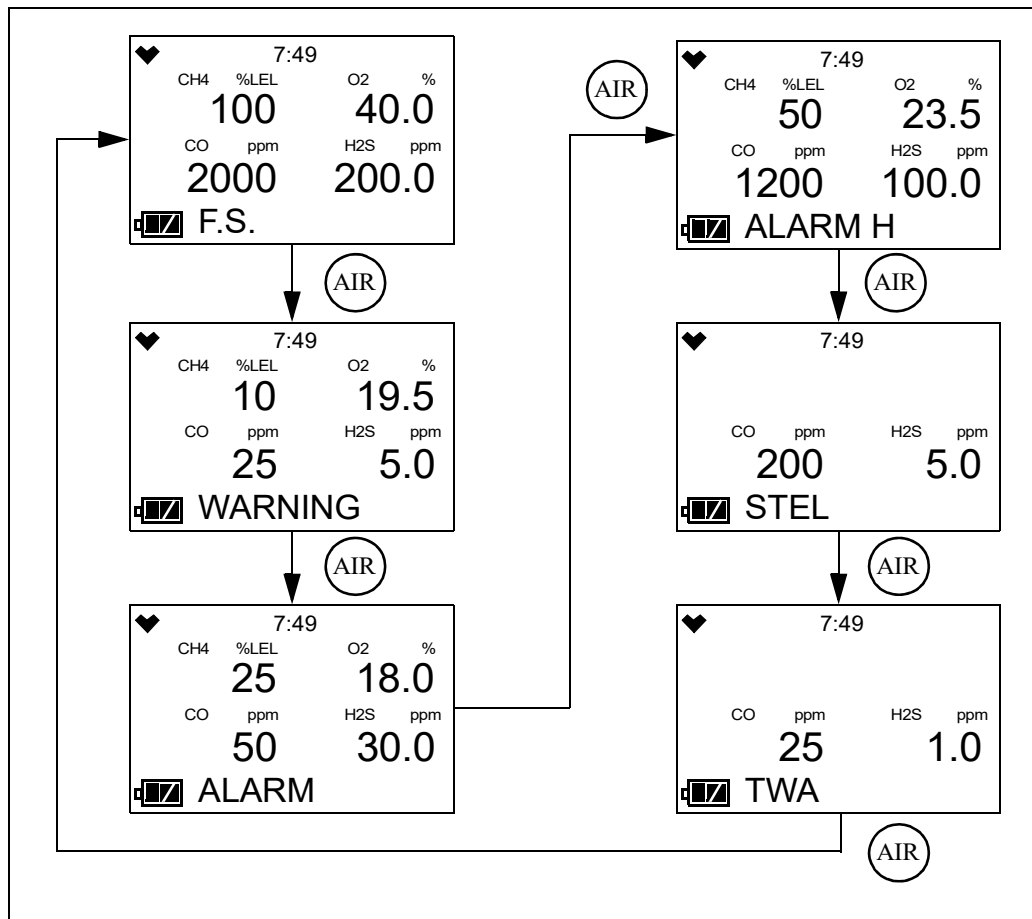 7:49
CH4 %LEL O2 %
100 40.0
CO ppm H2S ppm
2000 200.0
F.S.
AIR
7:49
CH4 %LEL O2 %
10 19.5
CO ppm H2S ppm
25 5.0
WARNING
AIR
7:49
CH4 %LEL O2 %
25 18.0
CO ppm H2S ppm
50 30.0
ALARM
AIR
7:49
CH4 %LEL O2 %
50 23.5
CO ppm H2S ppm
1200 100.0
ALARM H
AIR
7:49
CO ppm H2S ppm
200 5.0
STEL
AIR
7:49
CO ppm H2S ppm
25 1.0
TWA
AIR